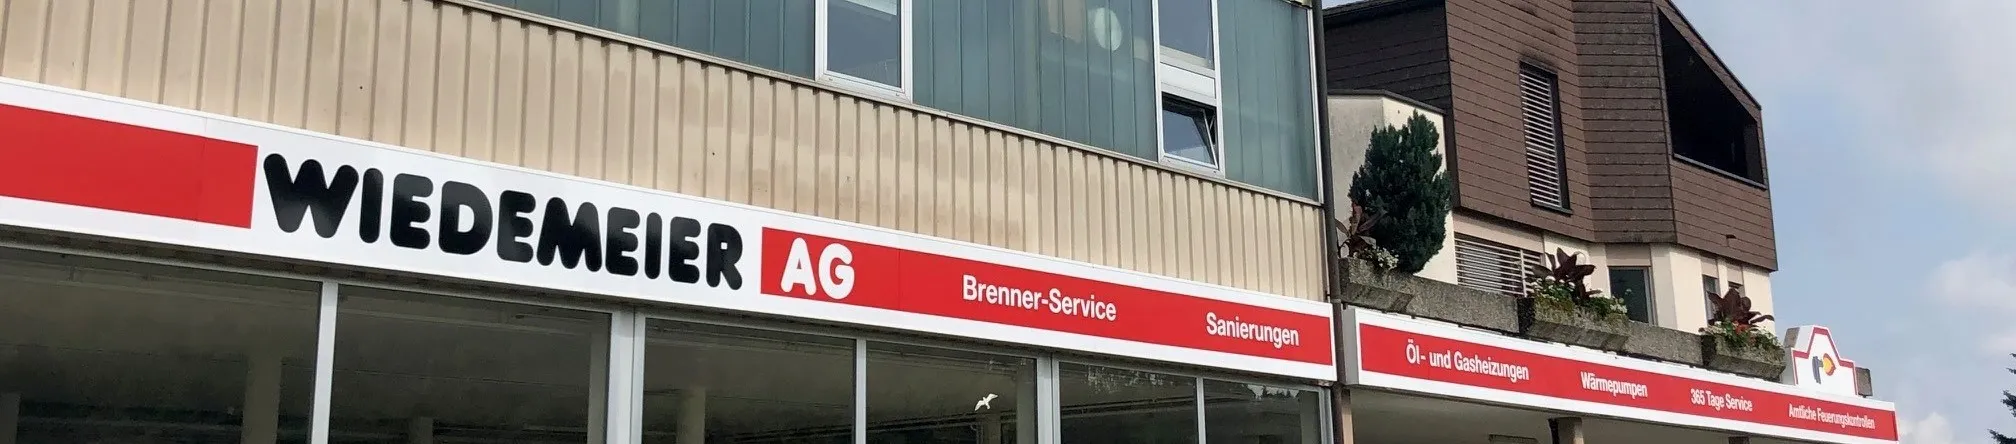 WIEDEMEIER AG
Brenner-Service
Sanierungen
Öl- und Gasheizungen
Wärmepumpen
365 Tage Service
Amtliche Feuerungskontrollen